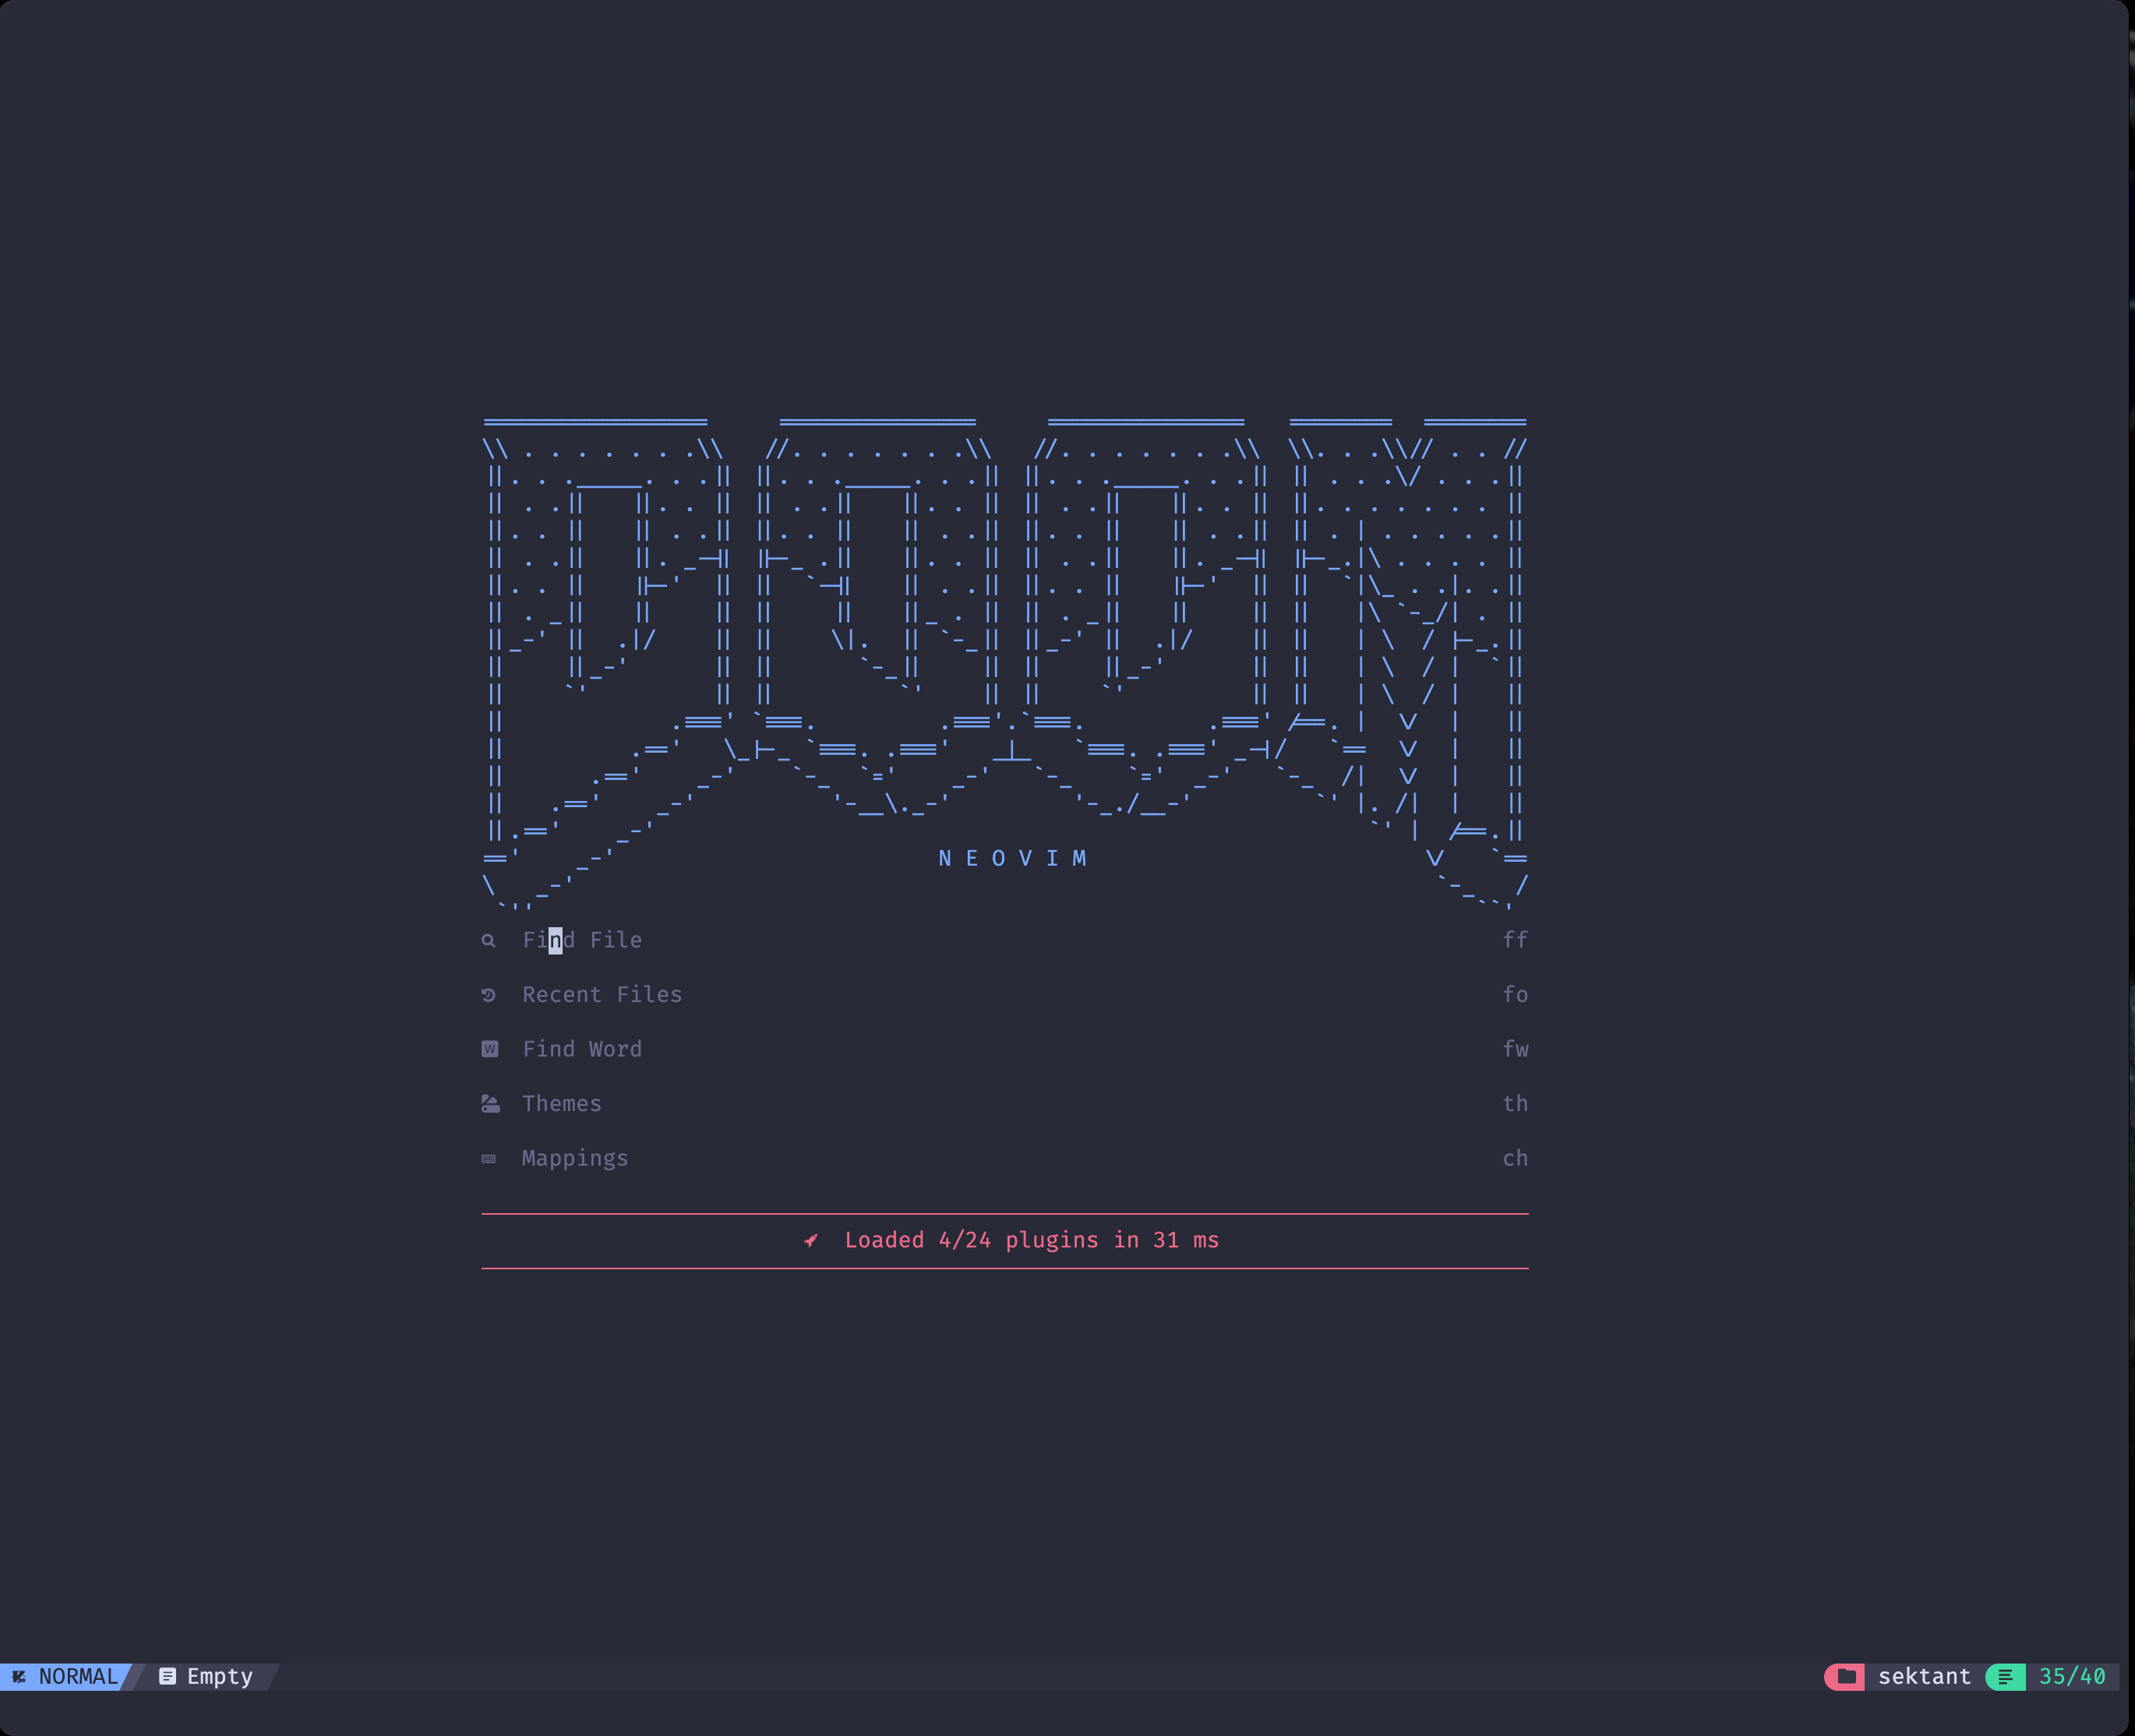 NEOVIM
Find File ff
Recent Files fo
Find Word fw
Themes th
Mappings ch
Loaded 4/24 plugins in 31 ms
NORMAL Empty sektant 35/40